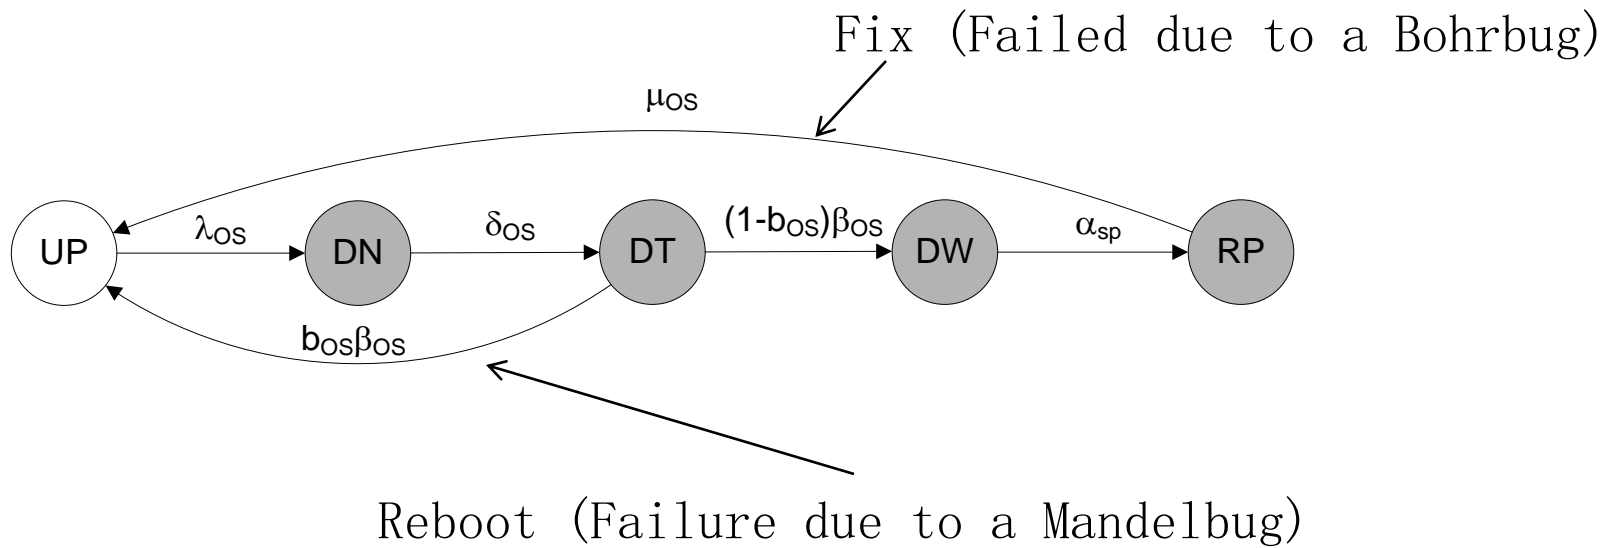 Fix (Failed due to a Bohrbug)
μOS
UP
λOS
DN
δOS
DT
(1-bOS)βOS
DW
αsp
RP
bOSβOS
Reboot (Failure due to a Mandelbug)